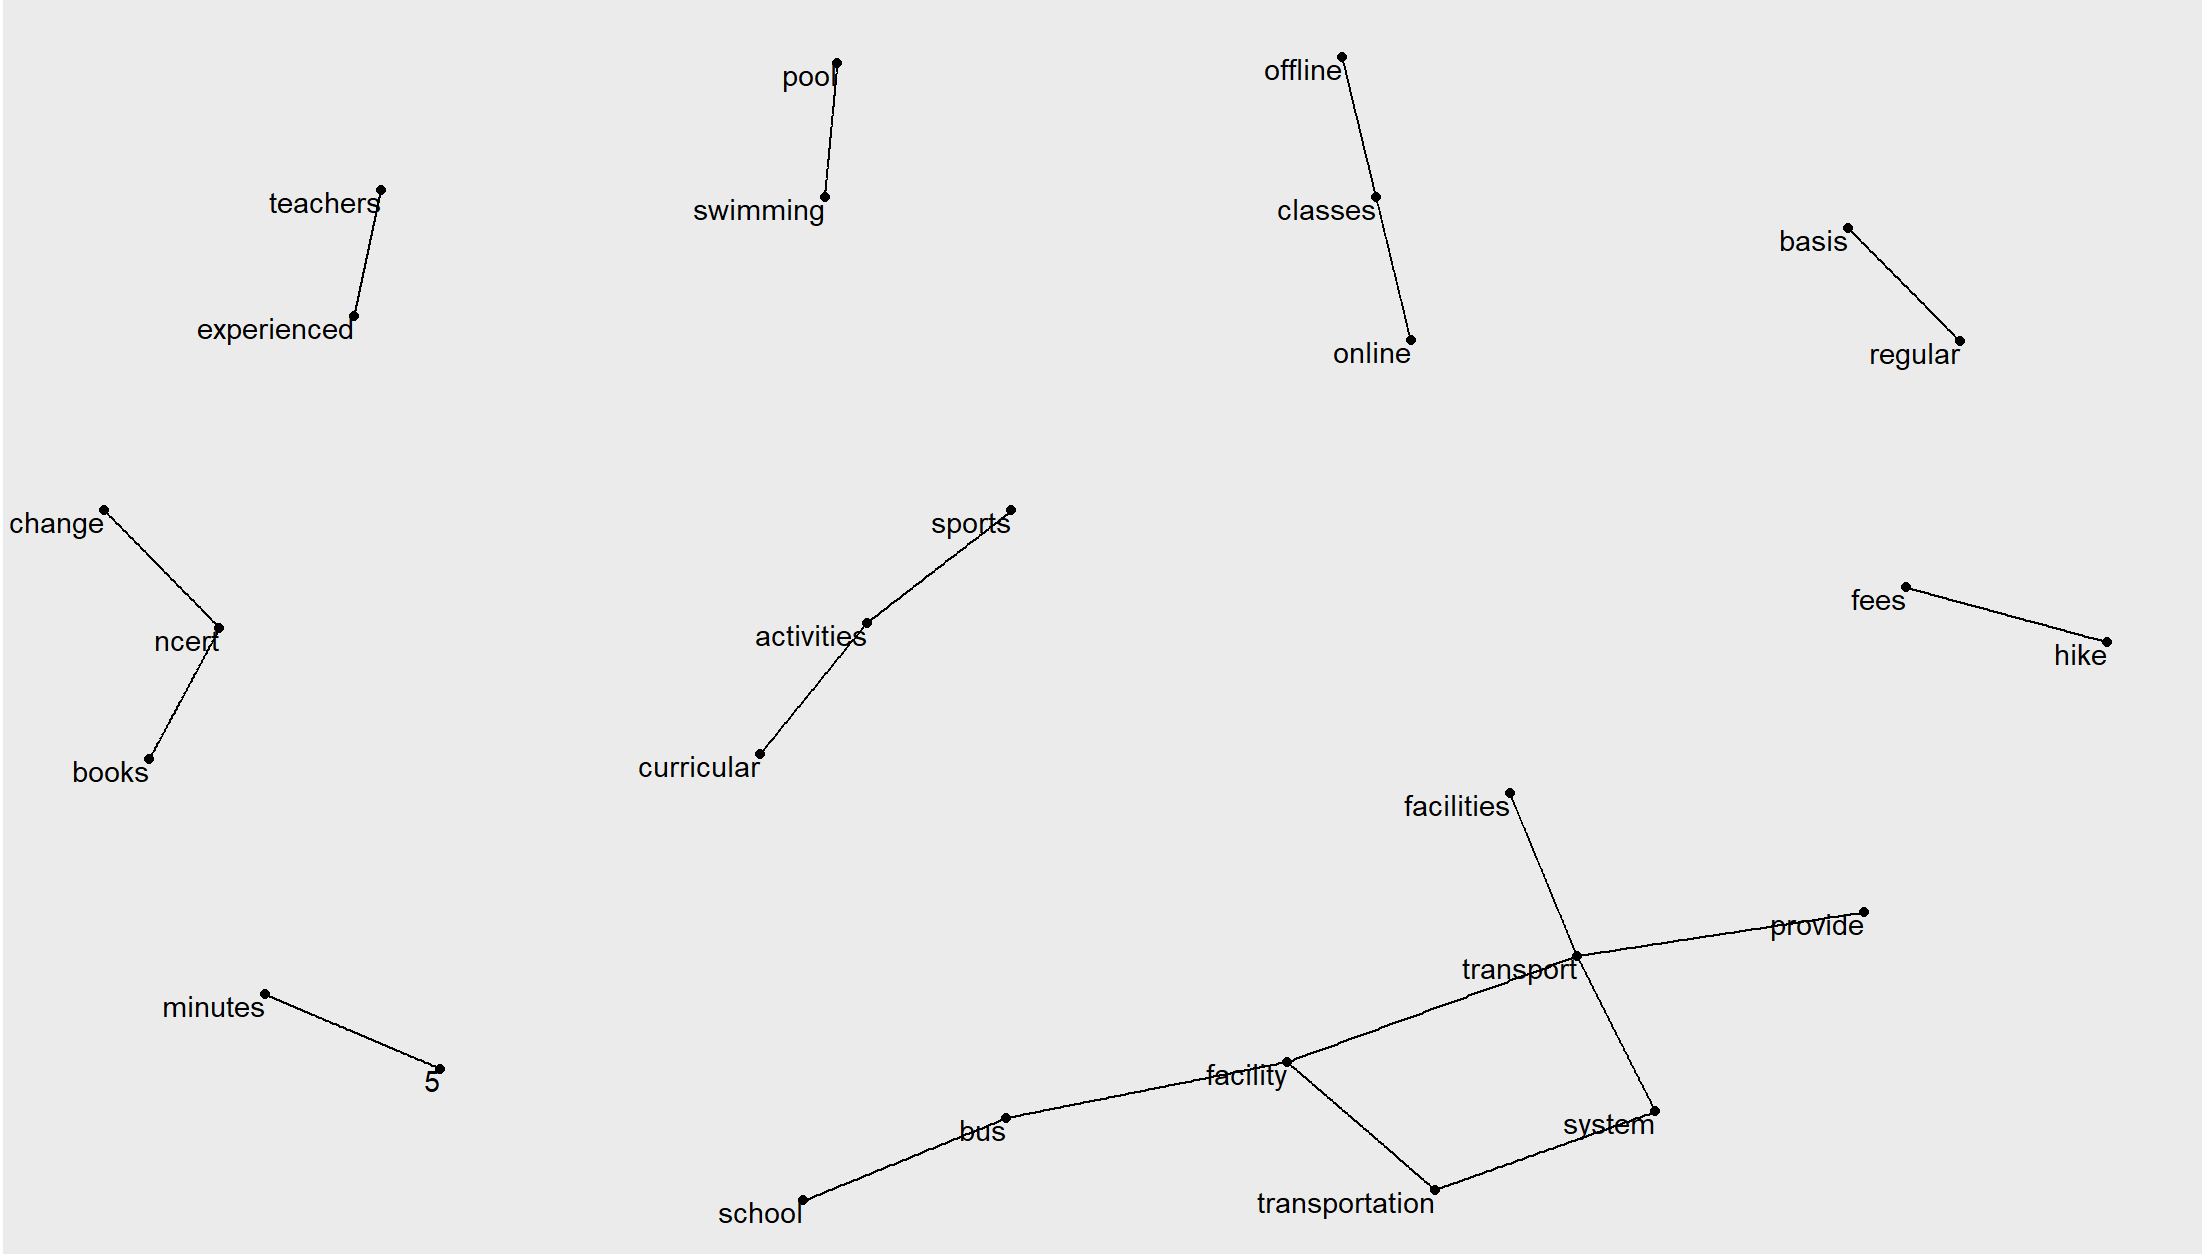 pool
offline
teachers
swimming
classes
basis
experienced
online
regular
change
sports
fees
ncert
activities
hike
books
curricular
facilities
provide
transport
minutes
facility
5
bus
system
transportation
school